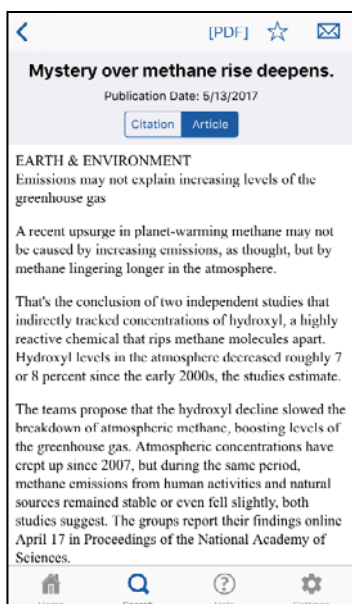 [PDF]
Mystery over methane rise deepens.
Publication Date: 5/13/2017
Citation Article
EARTH & ENVIRONMENT
Emissions may not explain increasing levels of the
greenhouse gas
A recent upsurge in planet-warming methane may not
be caused by increasing emissions, as thought, but by
methane lingering longer in the atmosphere.
That's the conclusion of two independent studies that
indirectly tracked concentrations of hydroxyl, a highly
reactive chemical that rips methane molecules apart.
Hydroxyl levels in the atmosphere decreased roughly 7
or 8 percent since the early 2000s, the studies estimate.
The teams propose that the hydroxyl decline slowed the
breakdown of atmospheric methane, boosting levels of
the greenhouse gas. Atmospheric concentrations have
crept up since 2007, but during the same period,
methane emissions from human activities and natural
sources remained stable or even fell slightly, both
studies suggest. The groups report their findings online
April 17 in Proceedings of the National Academy of
Sciences.